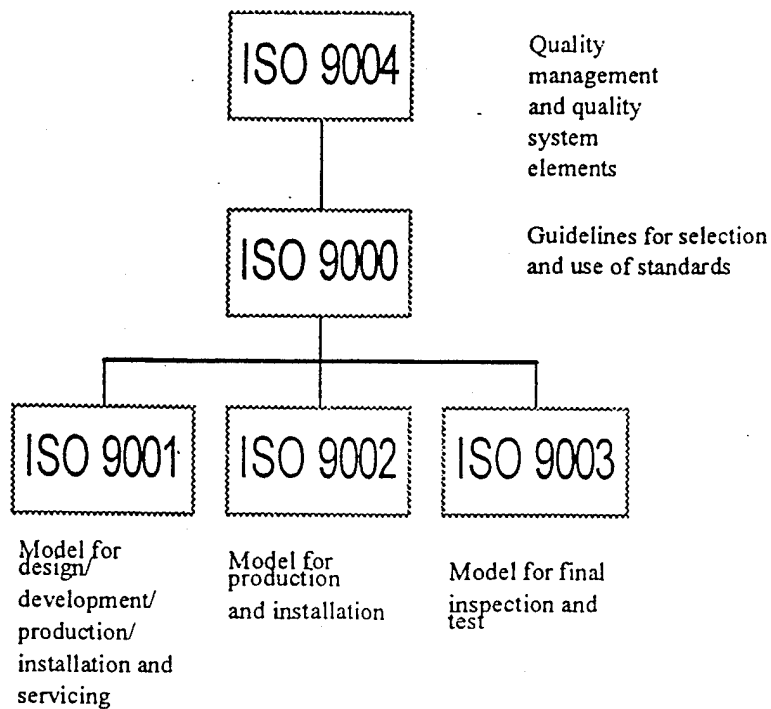 ISO 9004
Quality
management
and quality
system
elements
ISO 9000
Guidelines for selection
and use of standards
ISO 9001
ISO 9002
ISO 9003
Model for
design/
development/
production/
installation and
servicing
Model for
production
and installation
Model for final
inspection and
test